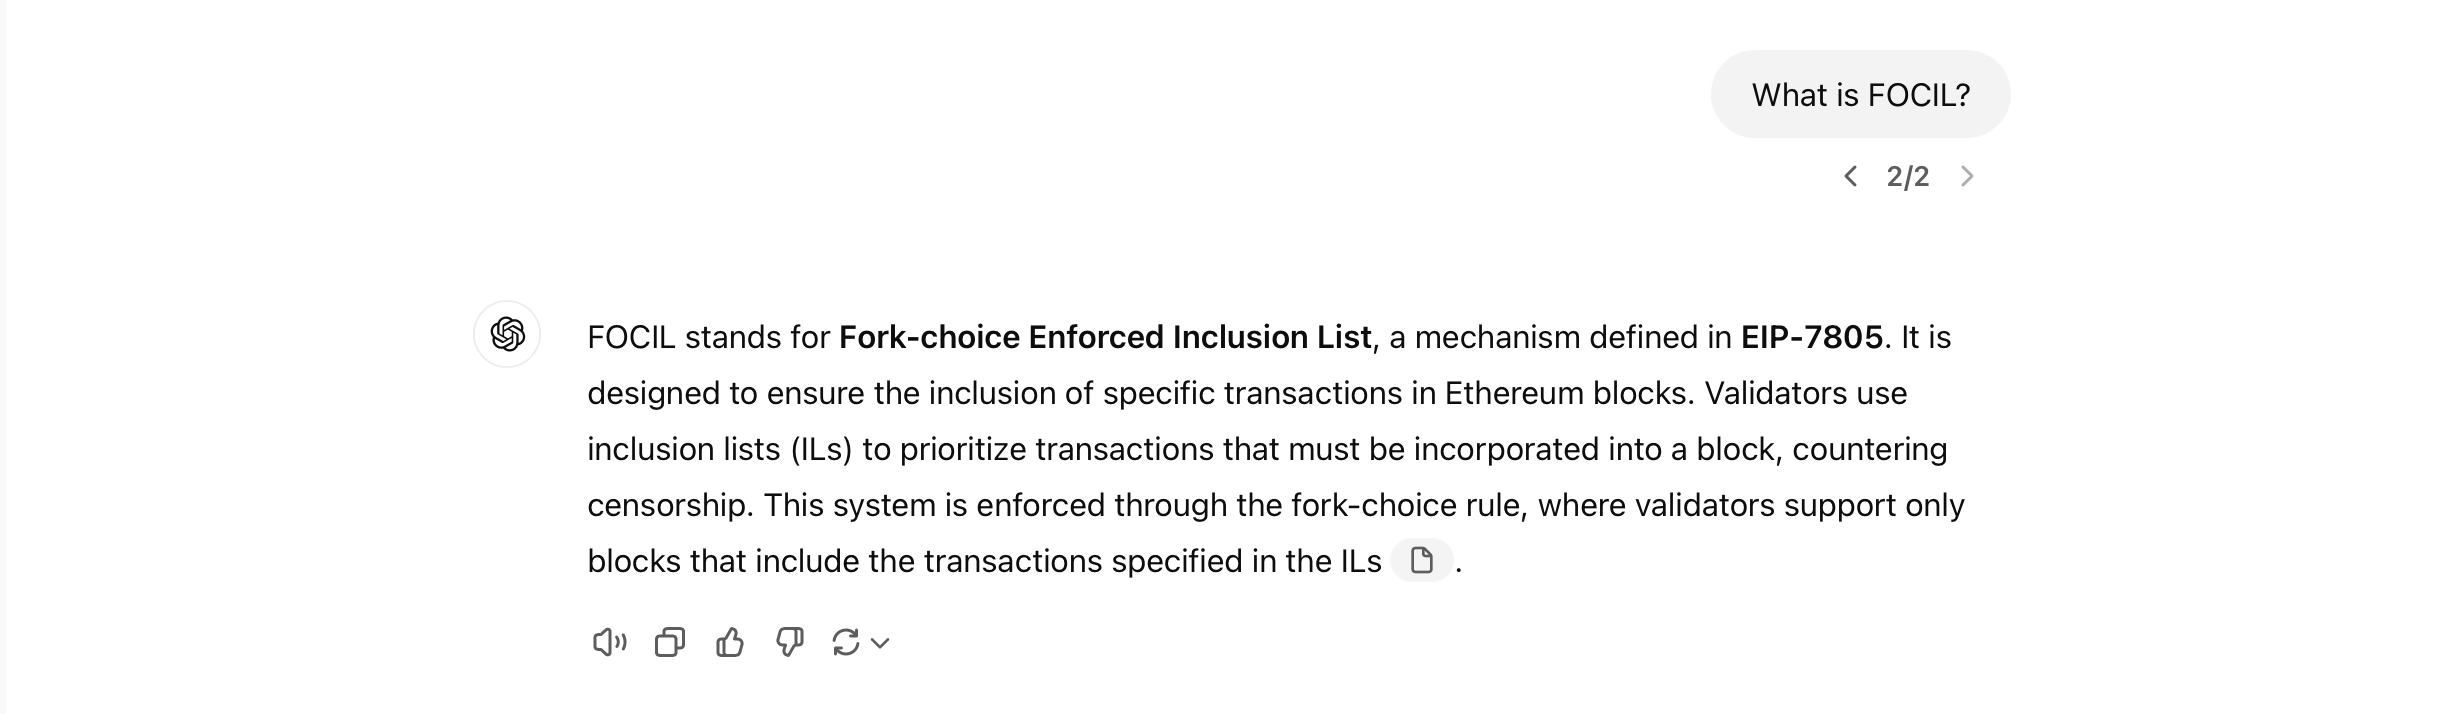 What is FOCIL?
2/2
FOCIL stands for Fork-choice Enforced Inclusion List, a mechanism defined in EIP-7805. It is
designed to ensure the inclusion of specific transactions in Ethereum blocks. Validators use
inclusion lists (ILs) to prioritize transactions that must be incorporated into a block, countering
censorship. This system is enforced through the fork-choice rule, where validators support only
blocks that include the transactions specified in the ILs .